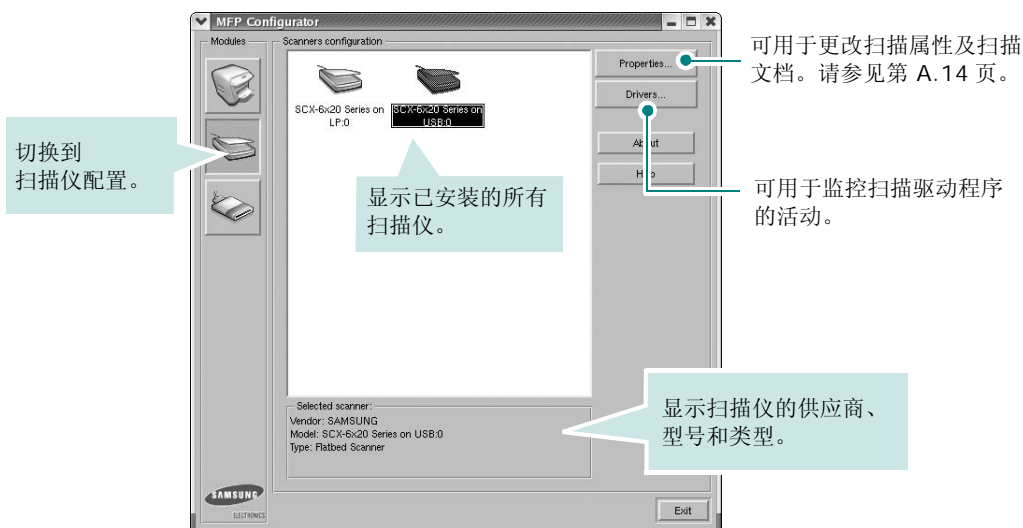 MFP Configurator
Modules
Scanners configuration
SCX-6x20 Series on
LP:0
SCX-6x20 Series on
USB:0
Properties...
Drivers...
About
Help
可用于更改扫描属性及扫描
文档。请参见第 A.14 页。
切换到
扫描仪配置。
显示已安装的所有
扫描仪。
可用于监控扫描驱动程序
的活动。
Selected scanner:
Vendor: SAMSUNG
Model: SCX-6x20 Series on USB:0
Type: Flatbed Scanner
显示扫描仪的供应商、
型号和类型。
SAMSUNG
ELECTRONICS
Exit